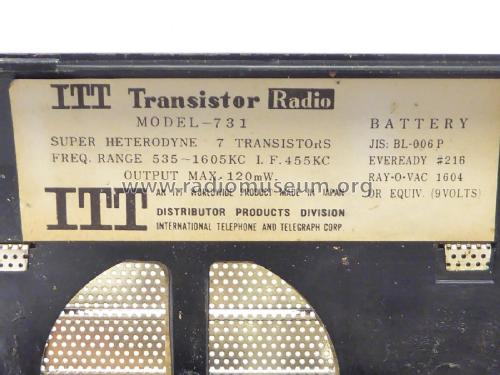 ITT Transistor Radio
MODEL-731
SUPER HETERODYNE 7 TRANSISTORS
FREQ. RANGE 535~1605KC I.F. 455KC
OUTPUT MAX. 120mW.
AN ITT WORLDWIDE PRODUCT MADE IN JAPAN
ITT
DISTRIBUTOR PRODUCTS DIVISION
INTERNATIONAL TELEPHONE AND TELEGRAPH CORP.
BATTERY
JIS: BL-006P
EVEREADY #216
RAY-O-VAC 1604
OR EQUIV. (9VOLTS)
www.radiomuseum.org